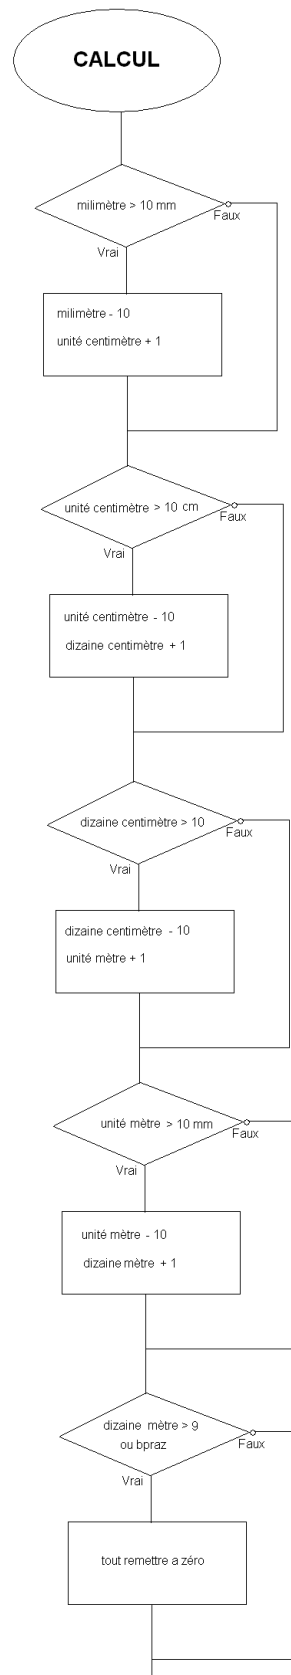 CALCUL
milimètre > 10 mm
Faux
Vrai
milimètre - 10
unité centimètre + 1
unité centimètre > 10 cm
Faux
Vrai
unité centimètre - 10
dizaine centimètre + 1
dizaine centimètre > 10
Faux
Vrai
dizaine centimètre - 10
unité mètre + 1
unité mètre > 10 mm
Faux
Vrai
unité mètre - 10
dizaine mètre + 1
dizaine mètre > 9
ou bpraz
Faux
Vrai
tout remettre a zéro